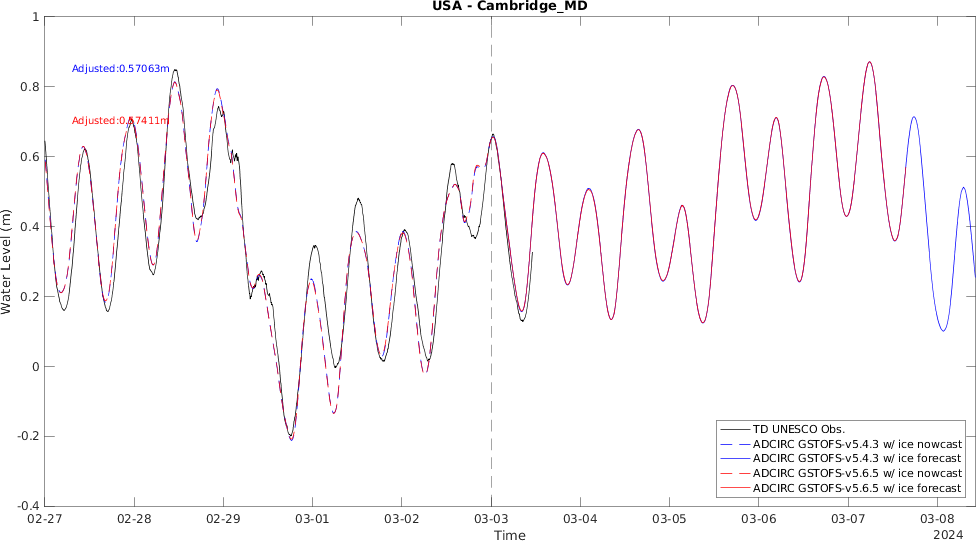 USA - Cambridge_MD
Water Level (m)
1
0.8
0.6
0.4
0.2
0
-0.2
-0.4
Adjusted:0.57063m
Adjusted:0.57411m
TD UNESCO Obs.
ADCIRC GSTOFS-v5.4.3 w/ ice nowcast
ADCIRC GSTOFS-v5.4.3 w/ ice forecast
ADCIRC GSTOFS-v5.6.5 w/ ice nowcast
ADCIRC GSTOFS-v5.6.5 w/ ice forecast
02-27 02-28 02-29 03-01 03-02 03-03 03-04 03-05 03-06 03-07 03-08
Time
2024